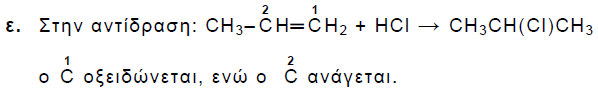 ε. Στην αντίδραση: CH₃–C²H=C¹H₂ + HCl → CH₃CH(Cl)CH₃
ο C¹ οξειδώνεται, ενώ ο C² ανάγεται.